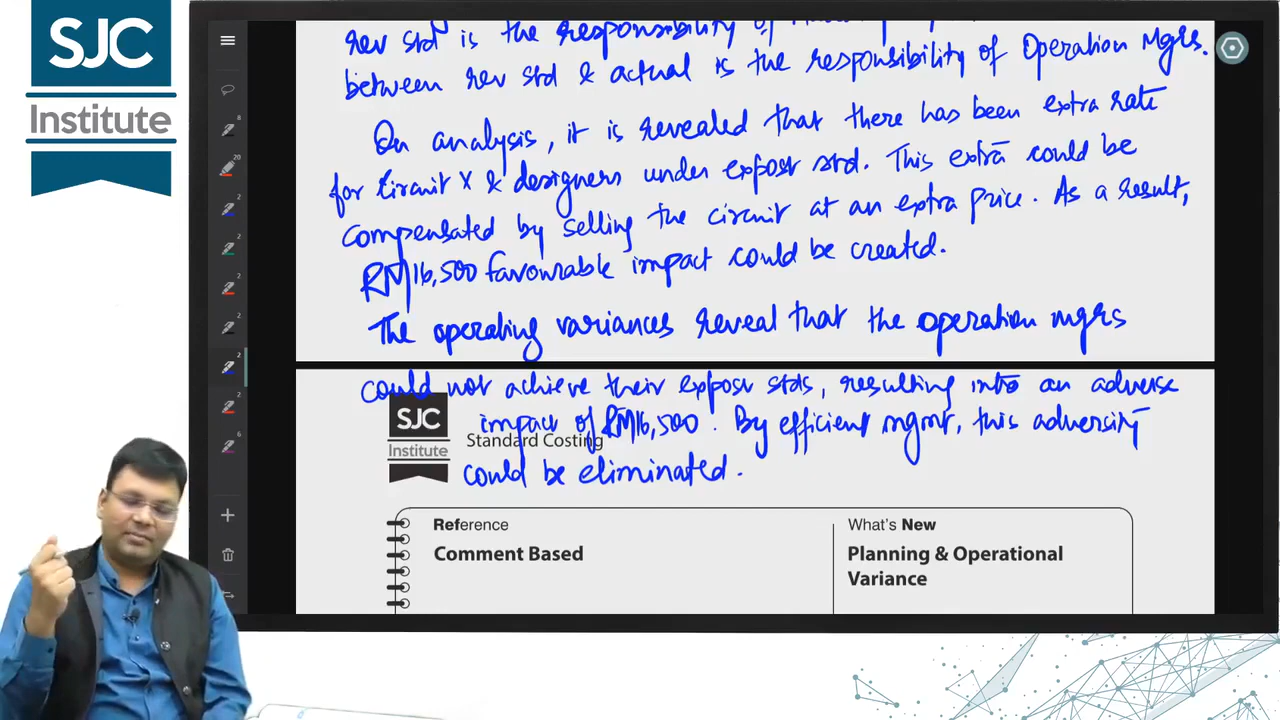 SJC
Institute
rev std is the responsibility of
between rev std & actual is the responsibility of Operation Mgrs.
On analysis, it is revealed that there has been extra rate
for Circuit X & designers under expost std. This extra could be
compensated by selling the circuit at an extra price. As a result,
RM16,500 favourable impact could be created.
The operating variances reveal that the operation mgrs
could not achieve their expost stds, resulting into an adverse
impact of RM16,500. By efficient mgmt, this adversity
could be eliminated.
SJC
Institute
Standard Costing
Reference
Comment Based
What's New
Planning & Operational
Variance